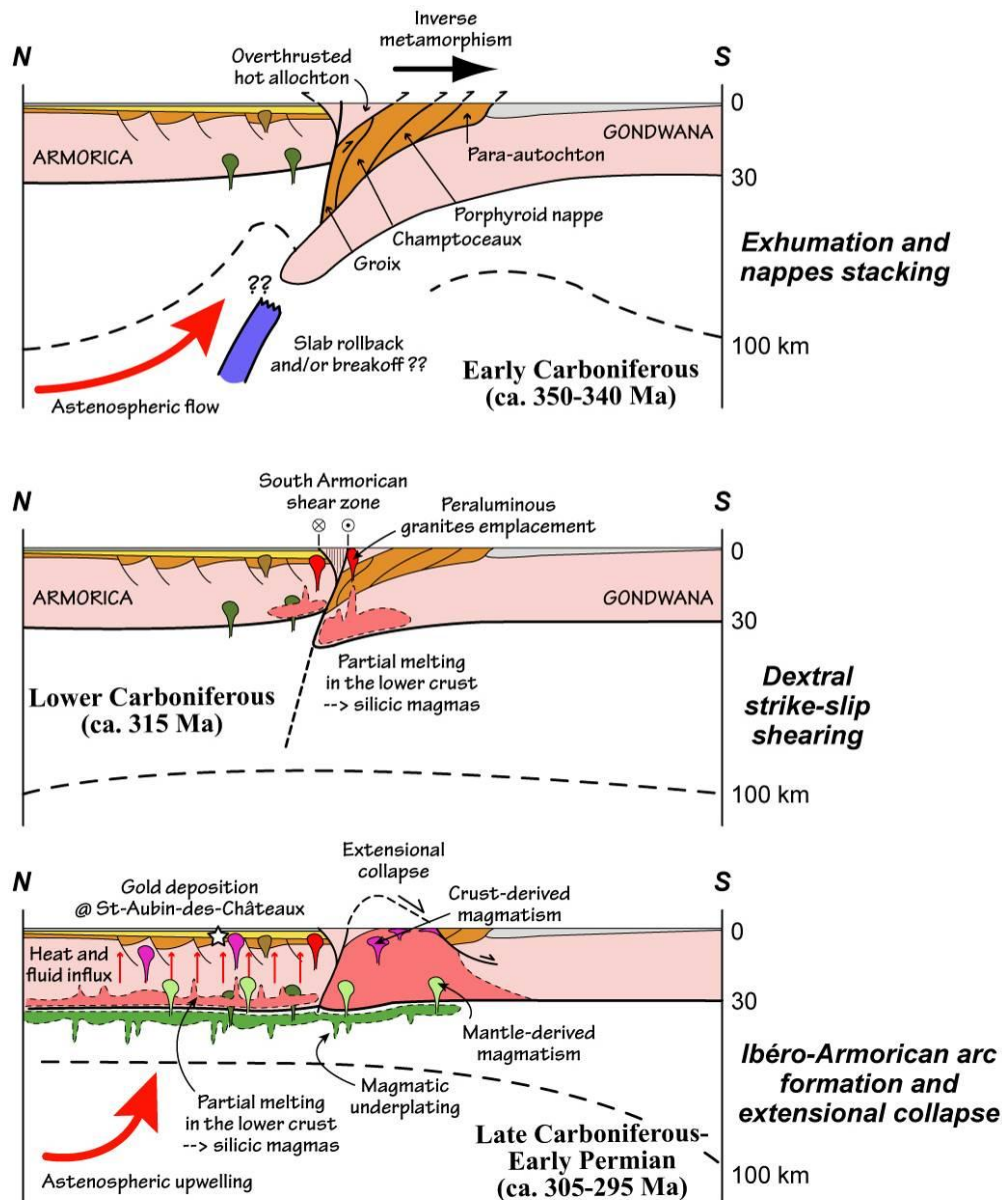 Inverse
metamorphism
N
Overthrusted
hot allochton
S
0
ARMORICA
GONDWANA
Para-autochton
30
Porphyroid nappe
Champtoceaux
Groix
Exhumation and
nappes stacking
??
Slab rollback
and/or breakoff ??
100 km
Early Carboniferous
(ca. 350-340 Ma)
Astenospheric flow
N
South Armorican
shear zone
S
Peraluminous
granites emplacement
0
ARMORICA
GONDWANA
30
Partial melting
in the lower crust
--> silicic magmas
Lower Carboniferous
(ca. 315 Ma)
Dextral
strike-slip
shearing
100 km
Extensional
collapse
N
Gold deposition
@ St-Aubin-des-Châteaux
S
Crust-derived
magmatism
0
Heat and
fluid influx
30
Mantle-derived
magmatism
Ibéro-Armorican arc
formation and
extensional collapse
Magmatic
underplating
Partial melting
in the lower crust
--> silicic magmas
Late Carboniferous-
Early Permian
(ca. 305-295 Ma)
100 km
Astenospheric upwelling